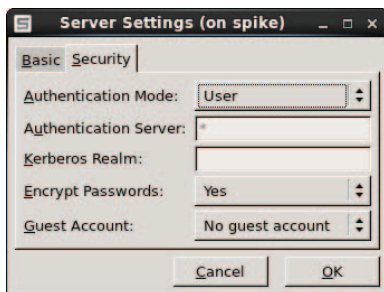 Server Settings (on spike)
Basic Security
Authentication Mode: User
Authentication Server: *
Kerberos Realm:
Encrypt Passwords: Yes
Guest Account: No guest account
Cancel OK